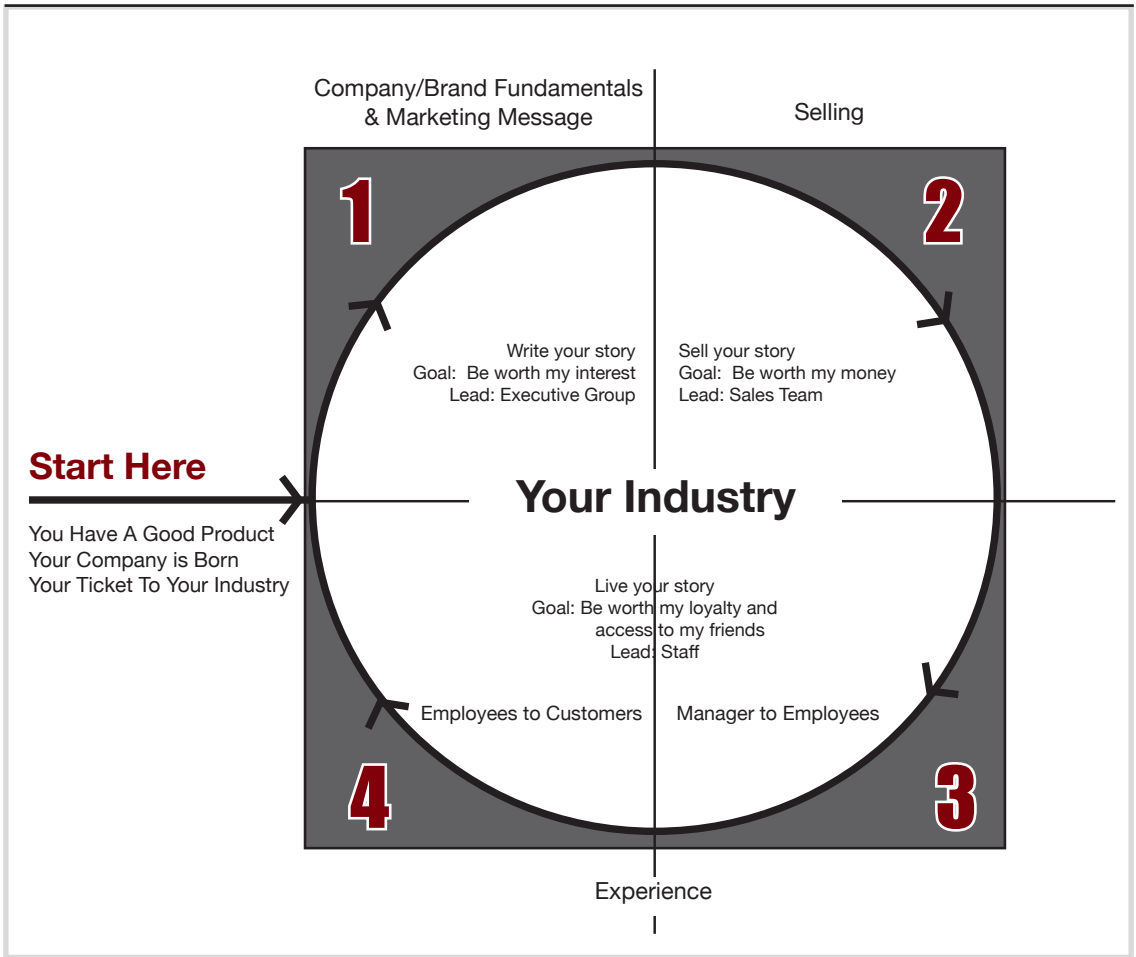 Company/Brand Fundamentals
& Marketing Message
Selling
1
2
Write your story
Goal: Be worth my interest
Lead: Executive Group
Sell your story
Goal: Be worth my money
Lead: Sales Team
Start Here
You Have A Good Product
Your Company is Born
Your Ticket To Your Industry
Your Industry
Live your story
Goal: Be worth my loyalty and
access to my friends
Lead: Staff
Employees to Customers
Manager to Employees
4
3
Experience